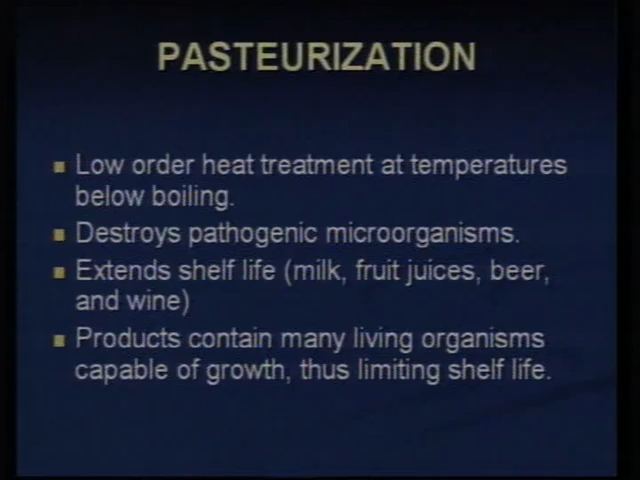 PASTEURIZATION
Low order heat treatment at temperatures
below boiling.
Destroys pathogenic microorganisms.
Extends shelf life (milk, fruit juices, beer,
and wine)
Products contain many living organisms
capable of growth, thus limiting shelf life.